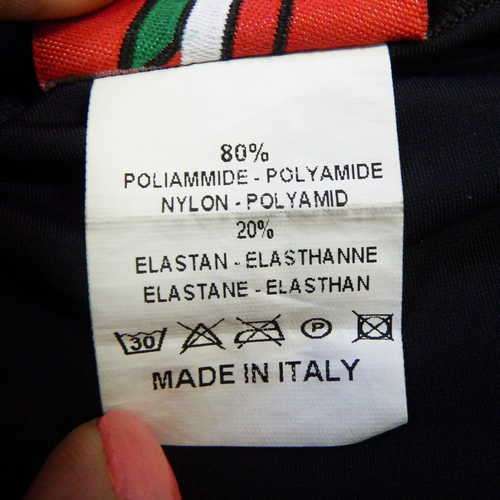 80%
POLIAMMIDE - POLYAMIDE
NYLON - POLYAMID
20%
ELASTAN - ELASTHANNE
ELASTANE - ELASTHAN
30 P
MADE IN ITALY